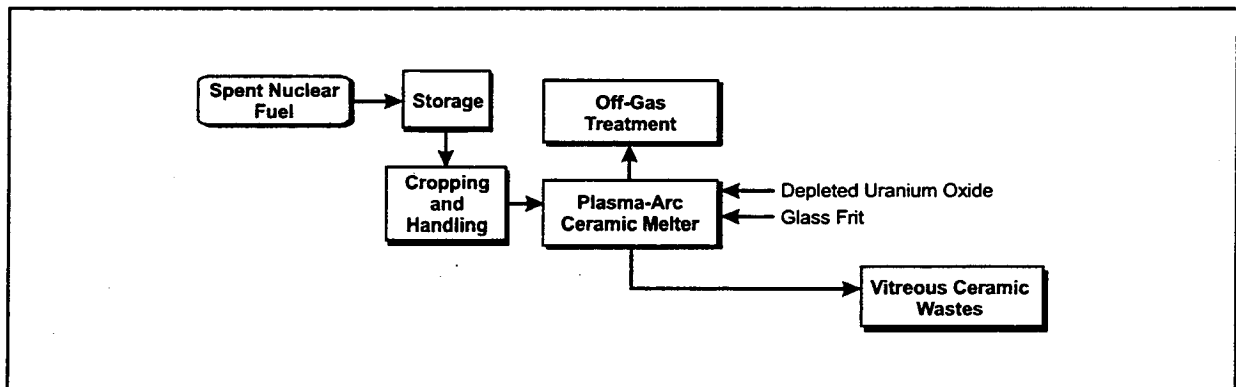 Spent Nuclear
Fuel
Storage
Off-Gas
Treatment
Cropping
and
Handling
Plasma-Arc
Ceramic Melter
Depleted Uranium Oxide
Glass Frit
Vitreous Ceramic
Wastes